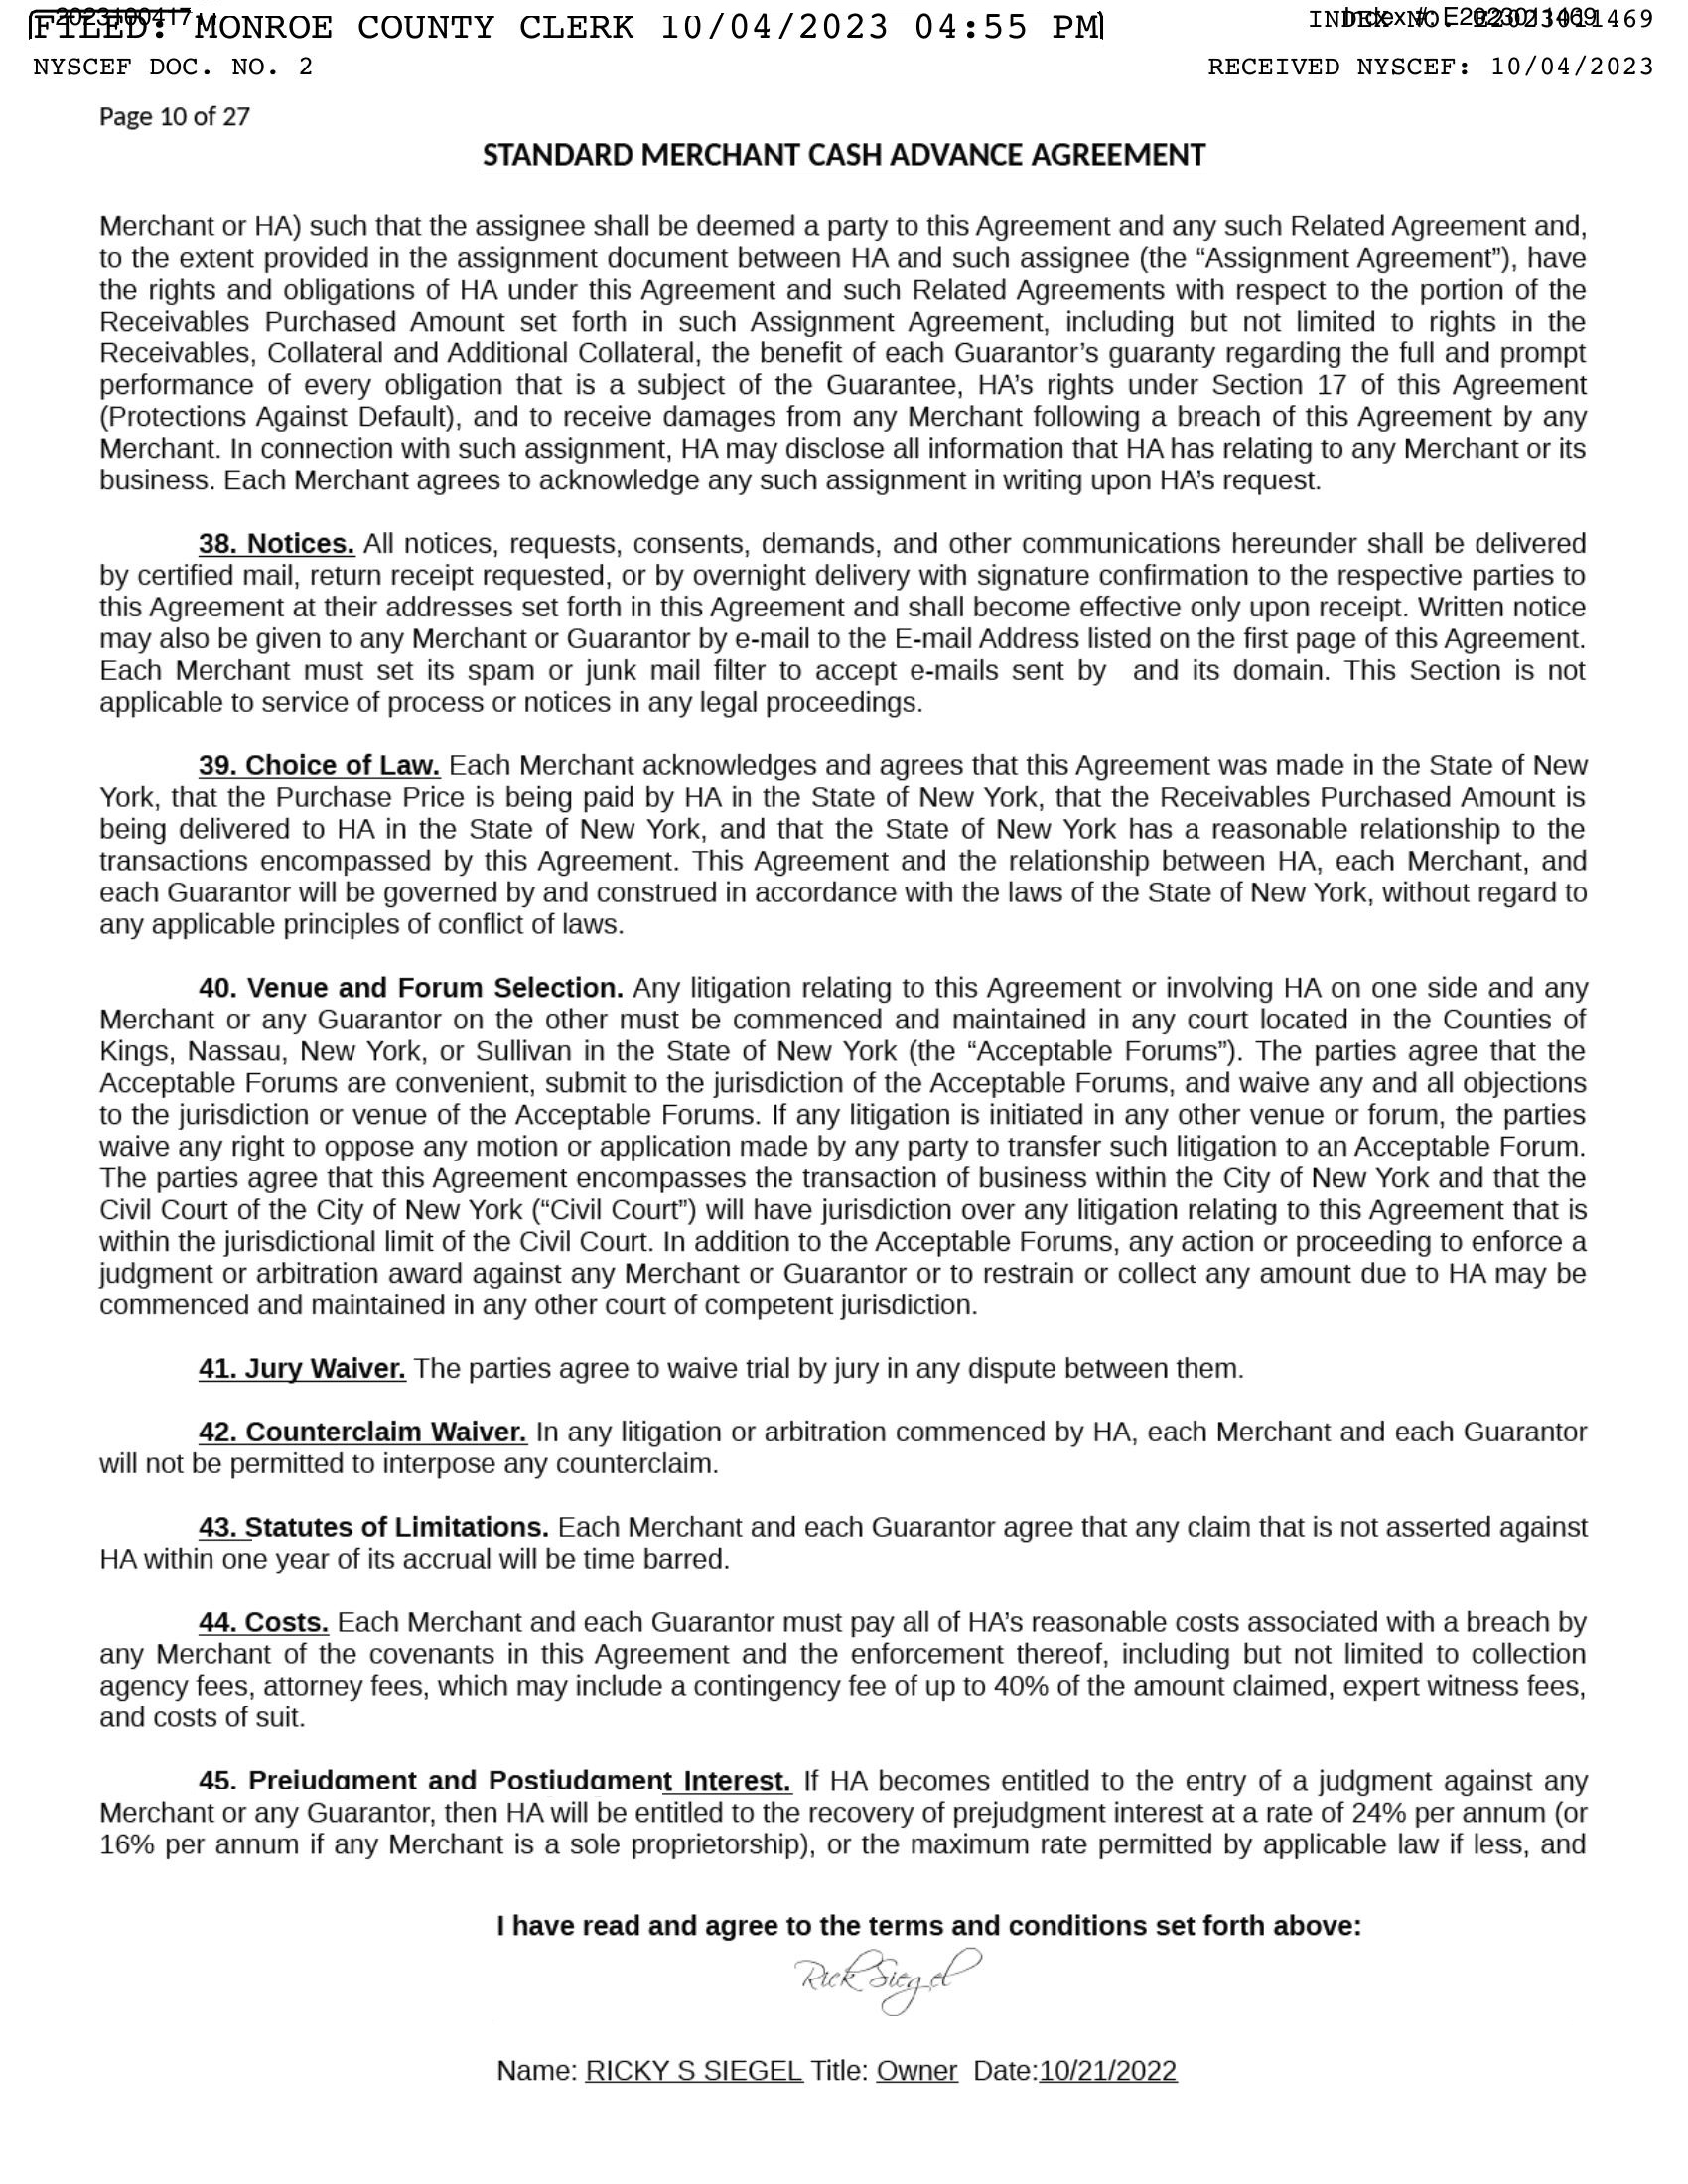 202310041̶7̶
FILED: MONROE COUNTY CLERK 10/04/2023 04:55 PM
INDEX NO. E2023011469
Index #: E2023011469
NYSCEF DOC. NO. 2
RECEIVED NYSCEF: 10/04/2023
Page 10 of 27
STANDARD MERCHANT CASH ADVANCE AGREEMENT
Merchant or HA) such that the assignee shall be deemed a party to this Agreement and any such Related Agreement and,
to the extent provided in the assignment document between HA and such assignee (the “Assignment Agreement”), have
the rights and obligations of HA under this Agreement and such Related Agreements with respect to the portion of the
Receivables Purchased Amount set forth in such Assignment Agreement, including but not limited to rights in the
Receivables, Collateral and Additional Collateral, the benefit of each Guarantor’s guaranty regarding the full and prompt
performance of every obligation that is a subject of the Guarantee, HA’s rights under Section 17 of this Agreement
(Protections Against Default), and to receive damages from any Merchant following a breach of this Agreement by any
Merchant. In connection with such assignment, HA may disclose all information that HA has relating to any Merchant or its
business. Each Merchant agrees to acknowledge any such assignment in writing upon HA’s request.
38. Notices. All notices, requests, consents, demands, and other communications hereunder shall be delivered
by certified mail, return receipt requested, or by overnight delivery with signature confirmation to the respective parties to
this Agreement at their addresses set forth in this Agreement and shall become effective only upon receipt. Written notice
may also be given to any Merchant or Guarantor by e-mail to the E-mail Address listed on the first page of this Agreement.
Each Merchant must set its spam or junk mail filter to accept e-mails sent by and its domain. This Section is not
applicable to service of process or notices in any legal proceedings.
39. Choice of Law. Each Merchant acknowledges and agrees that this Agreement was made in the State of New
York, that the Purchase Price is being paid by HA in the State of New York, that the Receivables Purchased Amount is
being delivered to HA in the State of New York, and that the State of New York has a reasonable relationship to the
transactions encompassed by this Agreement. This Agreement and the relationship between HA, each Merchant, and
each Guarantor will be governed by and construed in accordance with the laws of the State of New York, without regard to
any applicable principles of conflict of laws.
40. Venue and Forum Selection. Any litigation relating to this Agreement or involving HA on one side and any
Merchant or any Guarantor on the other must be commenced and maintained in any court located in the Counties of
Kings, Nassau, New York, or Sullivan in the State of New York (the “Acceptable Forums”). The parties agree that the
Acceptable Forums are convenient, submit to the jurisdiction of the Acceptable Forums, and waive any and all objections
to the jurisdiction or venue of the Acceptable Forums. If any litigation is initiated in any other venue or forum, the parties
waive any right to oppose any motion or application made by any party to transfer such litigation to an Acceptable Forum.
The parties agree that this Agreement encompasses the transaction of business within the City of New York and that the
Civil Court of the City of New York (“Civil Court”) will have jurisdiction over any litigation relating to this Agreement that is
within the jurisdictional limit of the Civil Court. In addition to the Acceptable Forums, any action or proceeding to enforce a
judgment or arbitration award against any Merchant or Guarantor or to restrain or collect any amount due to HA may be
commenced and maintained in any other court of competent jurisdiction.
41. Jury Waiver. The parties agree to waive trial by jury in any dispute between them.
42. Counterclaim Waiver. In any litigation or arbitration commenced by HA, each Merchant and each Guarantor
will not be permitted to interpose any counterclaim.
43. Statutes of Limitations. Each Merchant and each Guarantor agree that any claim that is not asserted against
HA within one year of its accrual will be time barred.
44. Costs. Each Merchant and each Guarantor must pay all of HA’s reasonable costs associated with a breach by
any Merchant of the covenants in this Agreement and the enforcement thereof, including but not limited to collection
agency fees, attorney fees, which may include a contingency fee of up to 40% of the amount claimed, expert witness fees,
and costs of suit.
45. Prejudgment and Postjudgment Interest. If HA becomes entitled to the entry of a judgment against any
Merchant or any Guarantor, then HA will be entitled to the recovery of prejudgment interest at a rate of 24% per annum (or
16% per annum if any Merchant is a sole proprietorship), or the maximum rate permitted by applicable law if less, and
I have read and agree to the terms and conditions set forth above:
Rick Siegel
Name: RICKY S SIEGEL Title: Owner Date:10/21/2022